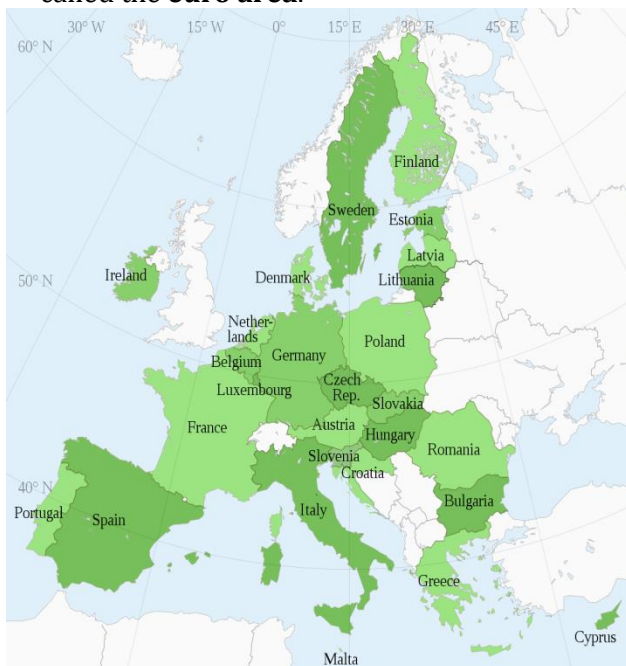 called the euro area.
30° W
15° W
0°
15° E
30° E
45° E
60° N
Finland
Sweden
Estonia
Ireland
Denmark
Latvia
Lithuania
50° N
Nether-
lands
Poland
Germany
Belgium
Luxembourg
Czech
Rep.
Slovakia
France
Austria
Hungary
Romania
Slovenia
Croatia
40° N
Portugal
Spain
Italy
Bulgaria
Greece
Cyprus
Malta